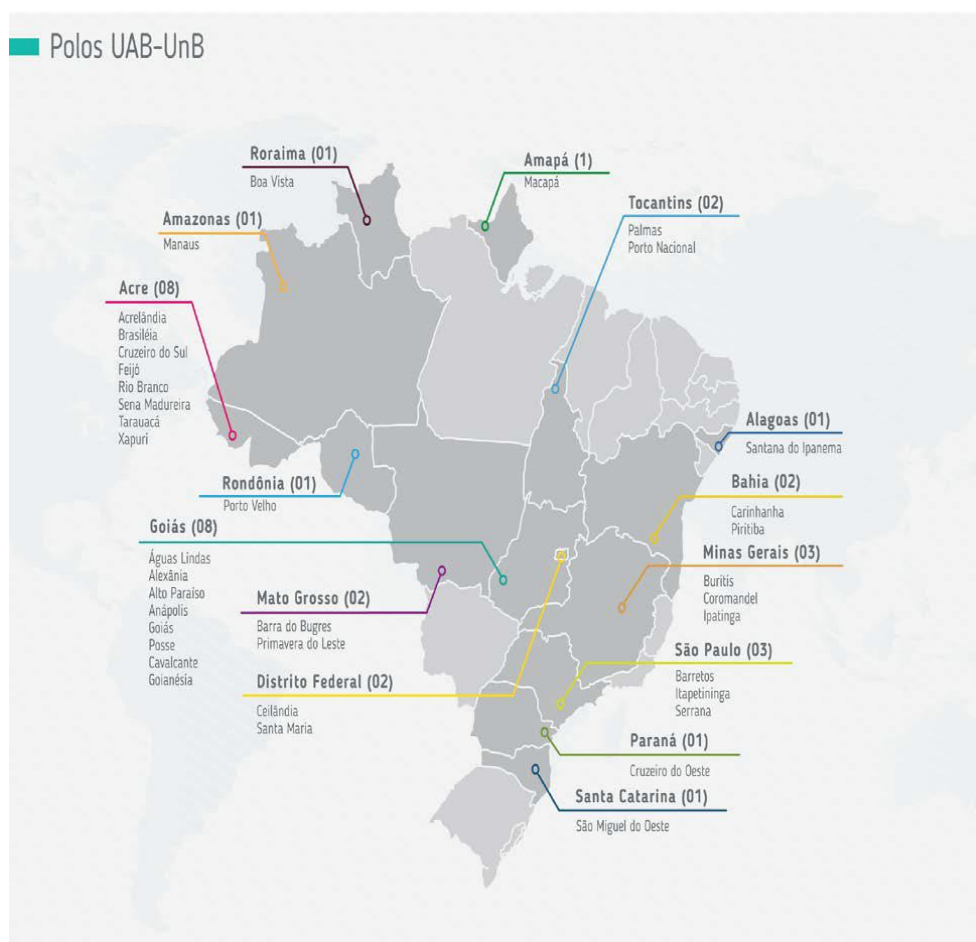 Polos UAB-UnB
Roraima (01)
Boa Vista
Amapá (1)
Macapá
Tocantins (02)
Palmas
Porto Nacional
Amazonas (01)
Manaus
Acre (08)
Acrelândia
Brasiléia
Cruzeiro do Sul
Feijó
Rio Branco
Sena Madureira
Tarauacá
Xapuri
Alagoas (01)
Santana do Ipanema
Rondônia (01)
Porto Velho
Bahia (02)
Carinhanha
Piritiba
Goiás (08)
Águas Lindas
Alexânia
Alto Paraíso
Anápolis
Goiás
Posse
Cavalcante
Goianésia
Minas Gerais (03)
Buritis
Coromandel
Ipatinga
Mato Grosso (02)
Barra do Bugres
Primavera do Leste
São Paulo (03)
Barretos
Itapetininga
Serrana
Distrito Federal (02)
Ceilândia
Santa Maria
Paraná (01)
Cruzeiro do Oeste
Santa Catarina (01)
São Miguel do Oeste